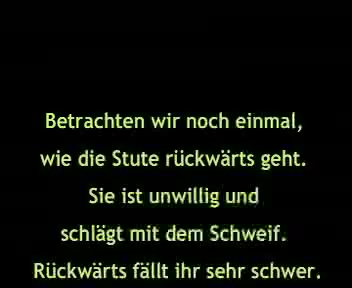 Betrachten wir noch einmal,
wie die Stute rückwärts geht.
Sie ist unwillig und
schlägt mit dem Schweif.
Rückwärts fällt ihr sehr schwer.